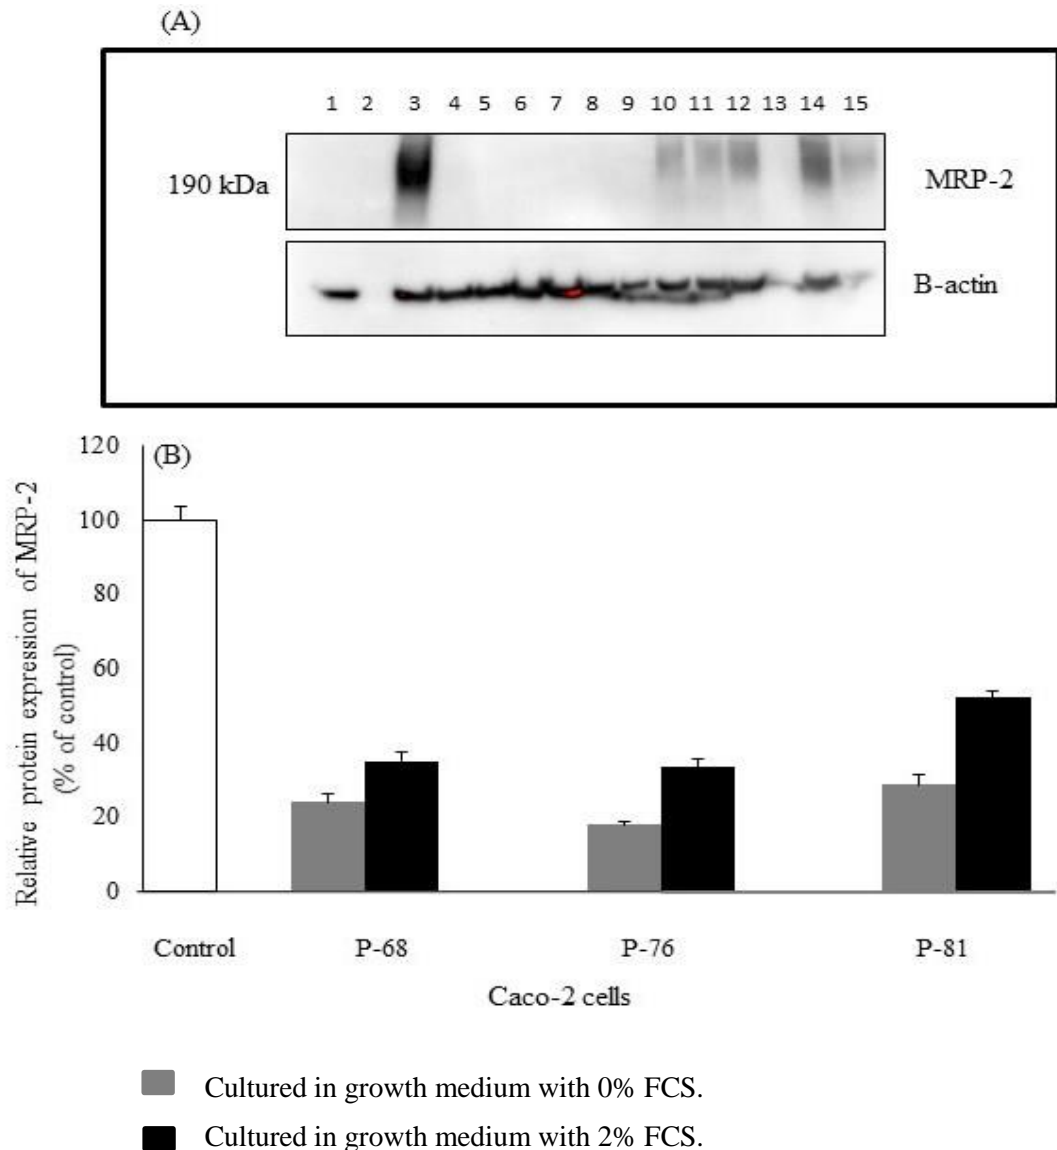 (A)
1 2 3 4 5 6 7 8 9 10 11 12 13 14 15
190 kDa
MRP-2
B-actin
(B)
Relative protein expression of MRP-2
(% of control)
120
100
80
60
40
20
0
Control P-68 P-76 P-81
Caco-2 cells
Cultured in growth medium with 0% FCS.
Cultured in growth medium with 2% FCS.